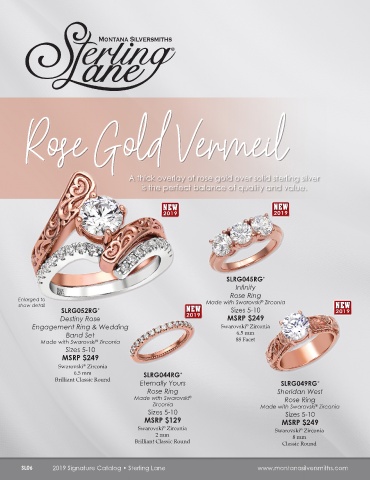 MONTANA SILVERSMITHS
Sterling
Lane®
Rose Gold Vermeil
A thick overlay of rose gold over solid sterling silver
is the perfect balance of quality and value.
NEW
2019
Enlarged to
show detail
SLRG052RG*
Destiny Rose
Engagement Ring & Wedding
Band Set
Made with Swarovski® Zirconia
Sizes 5-10
MSRP $249
Swarovski® Zirconia
6.5 mm
Brilliant Classic Round
NEW
2019
SLRG045RG*
Infinity
Rose Ring
Made with Swarovski® Zirconia
Sizes 5-10
MSRP $249
Swarovski® Zirconia
4.5 mm
88 Facet
NEW
2019
SLRG044RG*
Eternally Yours
Rose Ring
Made with Swarovski®
Zirconia
Sizes 5-10
MSRP $129
Swarovski® Zirconia
2 mm
Brilliant Classic Round
NEW
2019
SLRG049RG*
Sheridan West
Rose Ring
Made with Swarovski® Zirconia
Sizes 5-10
MSRP $249
Swarovski® Zirconia
8 mm
Classic Round
SL06 2019 Signature Catalog • Sterling Lane www.montanasilversmiths.com